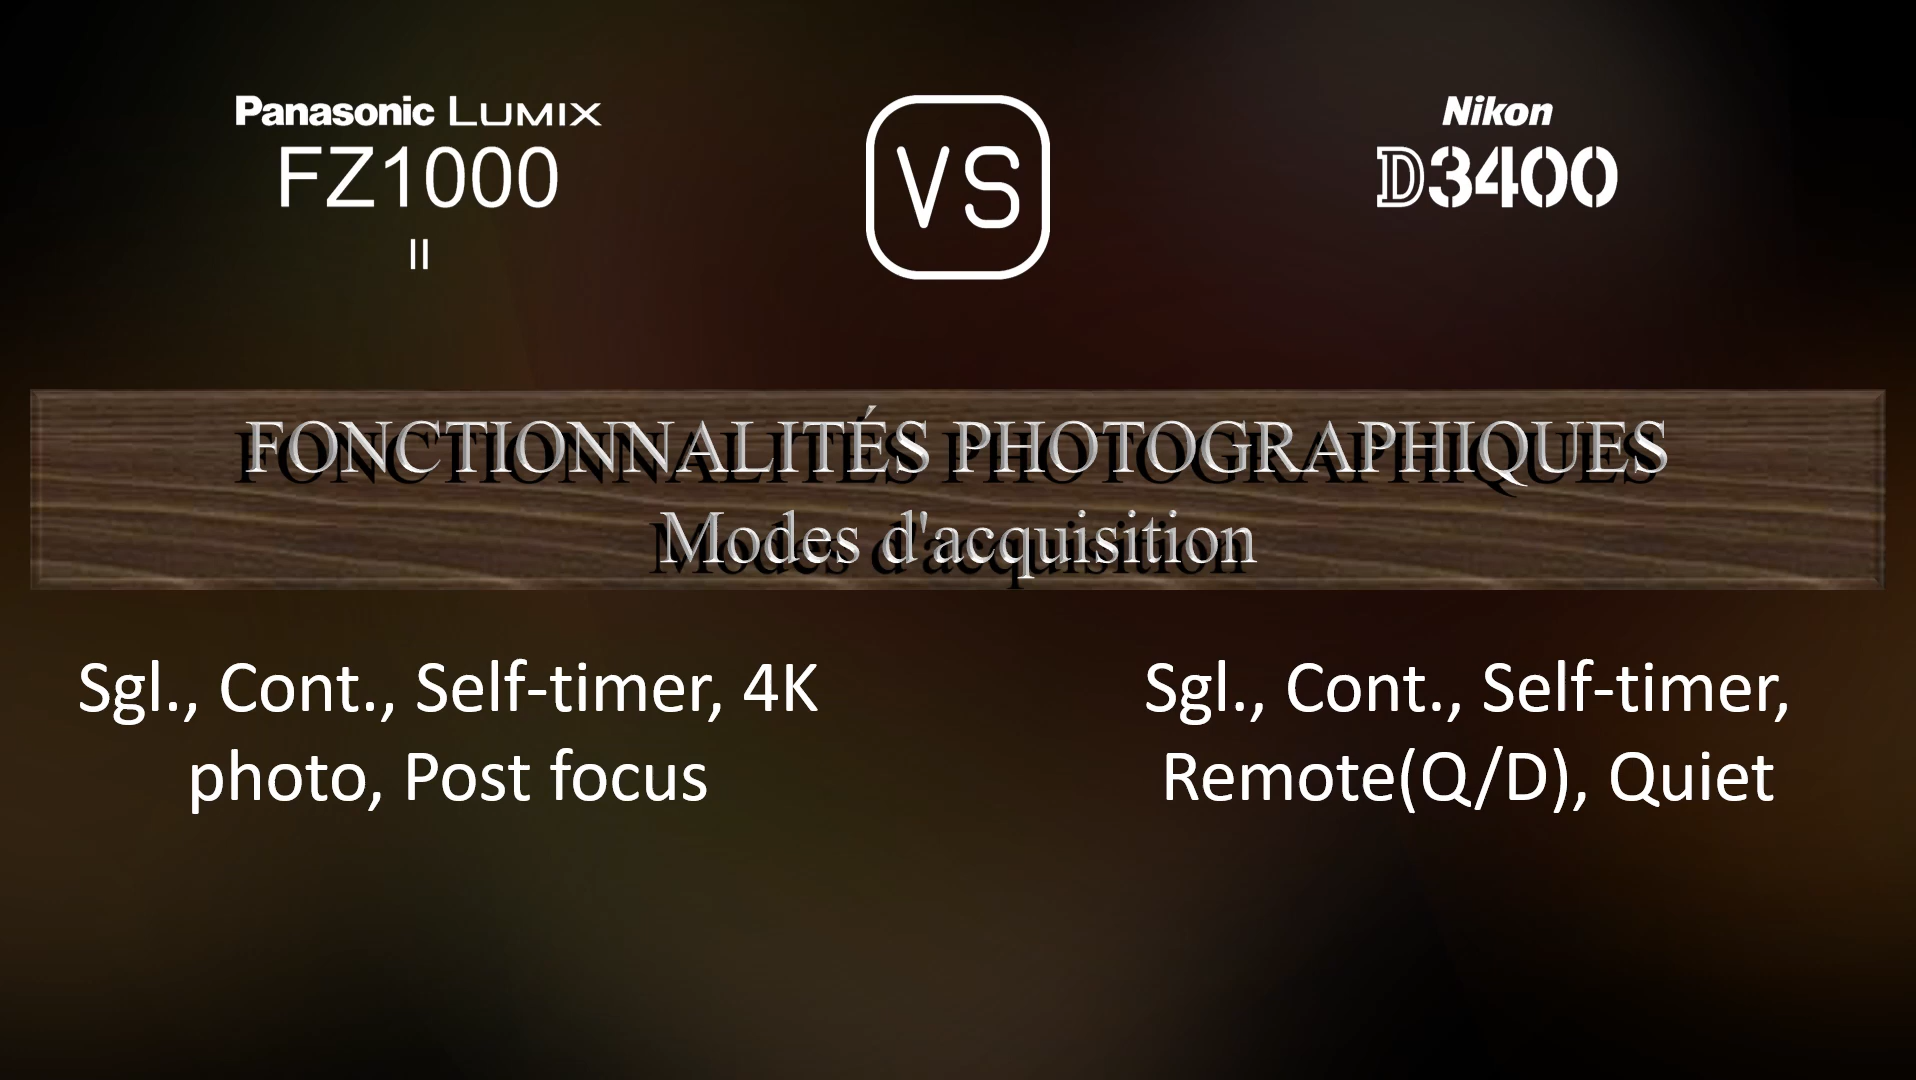 Panasonic LUMIX
FZ1000
II
VS
Nikon
D3400
FONCTIONNALITÉS PHOTOGRAPHIQUES
Modes d'acquisition
Sgl., Cont., Self-timer, 4K
photo, Post focus
Sgl., Cont., Self-timer,
Remote(Q/D), Quiet